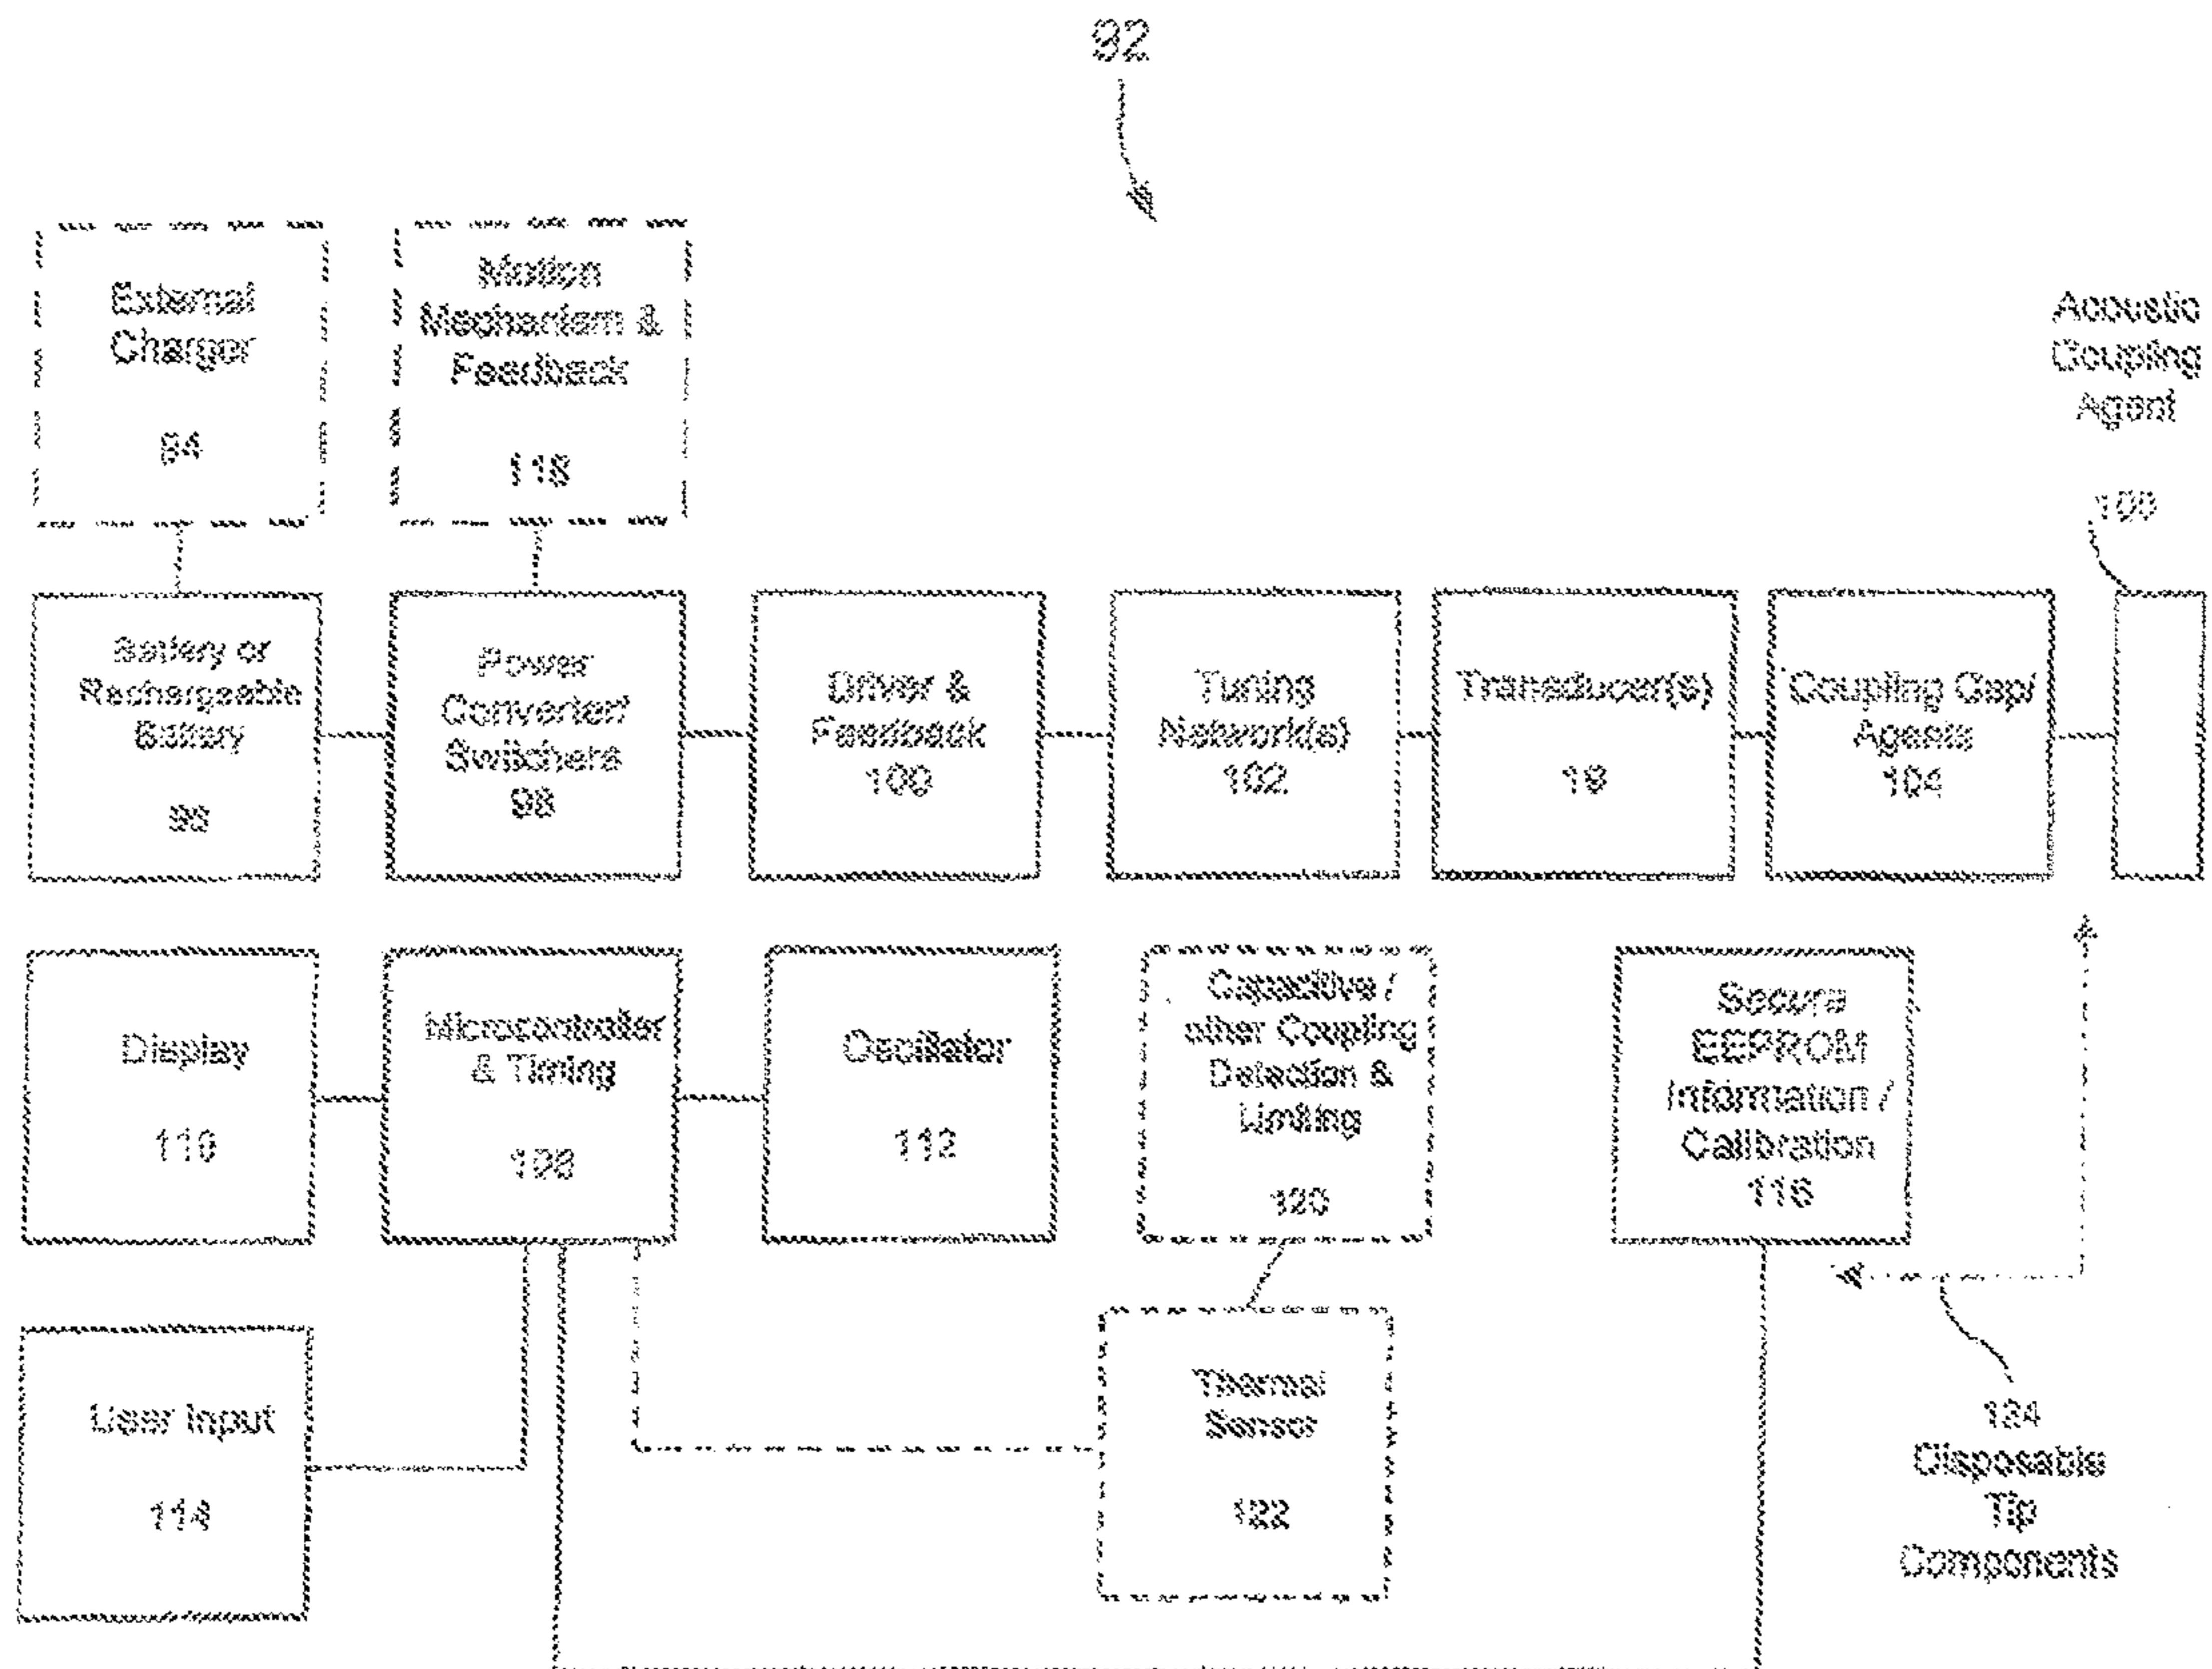 92
External
Charger
94
Motion
Mechanism &
Feedback
118
Acoustic
Coupling
Agent
Battery or
Rechargeable
Battery
Power
Converter/
Switchers
98
Driver &
Feedback
100
Tuning
Network(s)
102
Transducer(s)
19
Coupling Gap/
Agents
104
Display
110
Microcontroller
& Timing
108
Oscillator
112
Capacitive /
other Coupling
Detection &
Limiting
120
Secure
EEPROM
Information /
Calibration
116
User Input
114
Thermal
Sensor
122
124
Disposable
Tip
Components